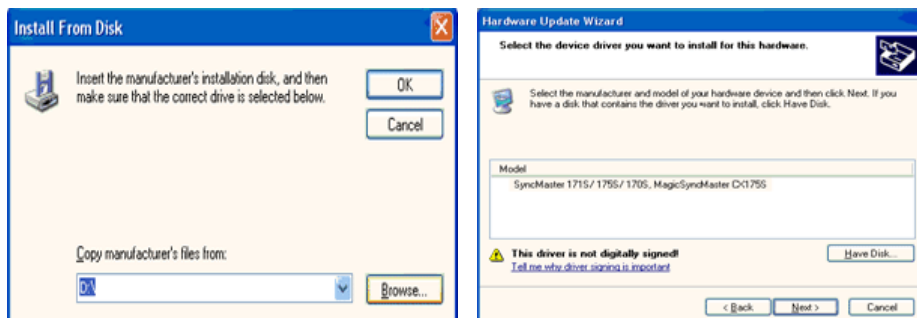 Install From Disk
Insert the manufacturer's installation disk, and then
make sure that the correct drive is selected below.
OK
Cancel
Copy manufacturer's files from:
D:\
Browse...
Hardware Update Wizard
Select the device driver you want to install for this hardware.
Select the manufacturer and model of your hardware device and then click Next. If you
have a disk that contains the driver you want to install, click Have Disk.
Model
SyncMaster 171S/ 175S/ 170S, MagicSyncMaster CX175S
This driver is not digitally signed!
Tell me why driver signing is important
Have Disk...
< Back
Next >
Cancel